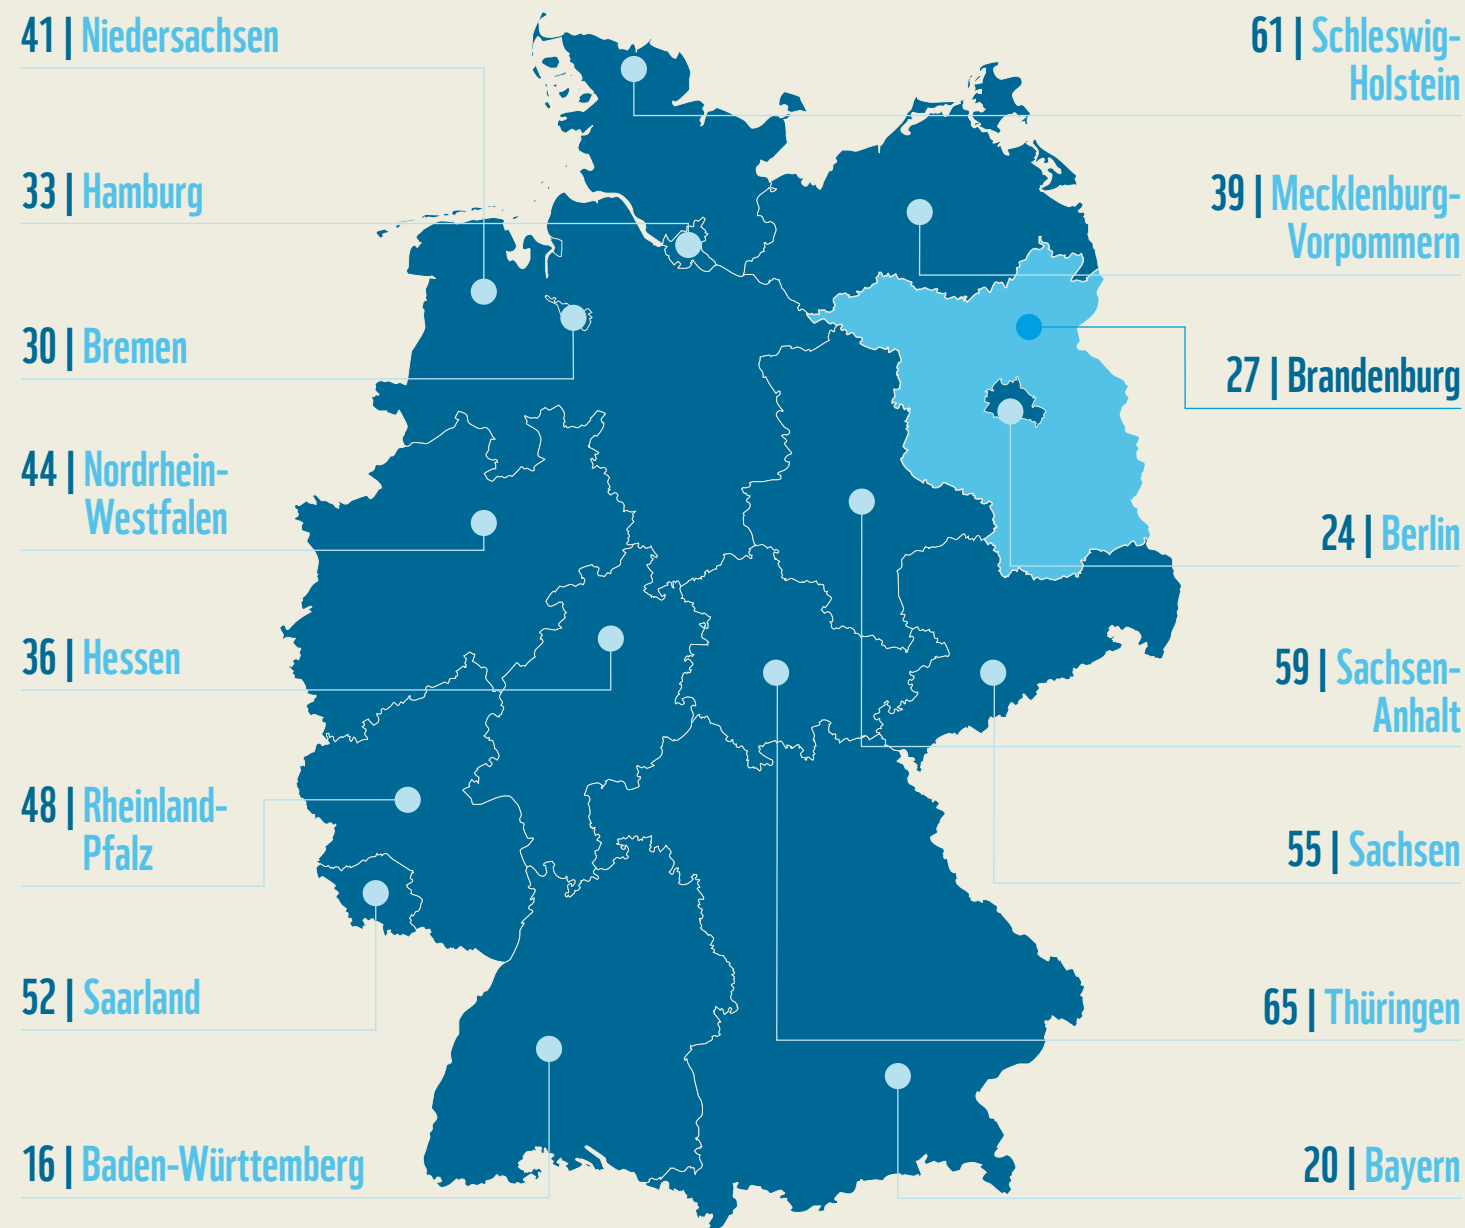 41 | Niedersachsen
33 | Hamburg
30 | Bremen
44 | Nordrhein-
Westfalen
36 | Hessen
48 | Rheinland-
Pfalz
52 | Saarland
16 | Baden-Württemberg
61 | Schleswig-
Holstein
39 | Mecklenburg-
Vorpommern
27 | Brandenburg
24 | Berlin
59 | Sachsen-
Anhalt
55 | Sachsen
65 | Thüringen
20 | Bayern